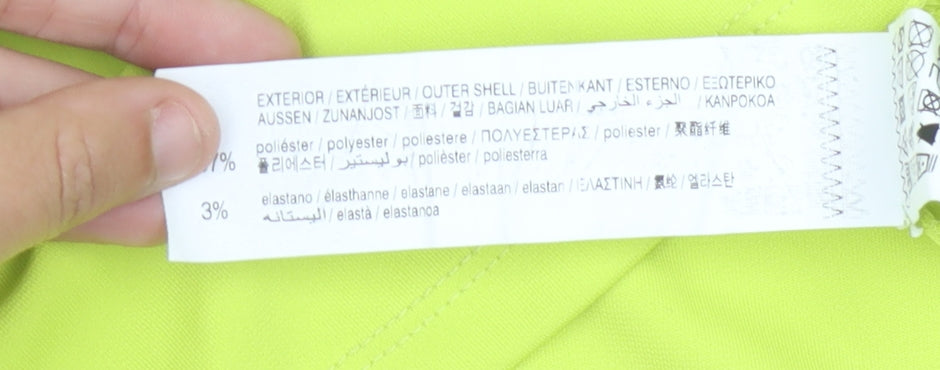 EXTERIOR / EXTÉRIEUR / OUTER SHELL / BUITENKANT / ESTERNO / ΕΞΩΤΕΡΙΚΟ
AUSSEN / ZUNANJOST / 面料 / 겉감 / BAGIAN LUAR / الجزء الخارجي / KANPOKOA
7% poliéster / polyester / poliestere / ΠΟΛΥΕΣΤΕΡΑΣ / poliester / 聚酯纤维
폴리에스터 / بوليستير / polièster / poliesterra
3% elastano / élasthanne / elastane / elastaan / elastan / ΕΛΑΣΤΙΝΗ / 氨纶 / 엘라스탄
اليستانه / elastà / elastanoa